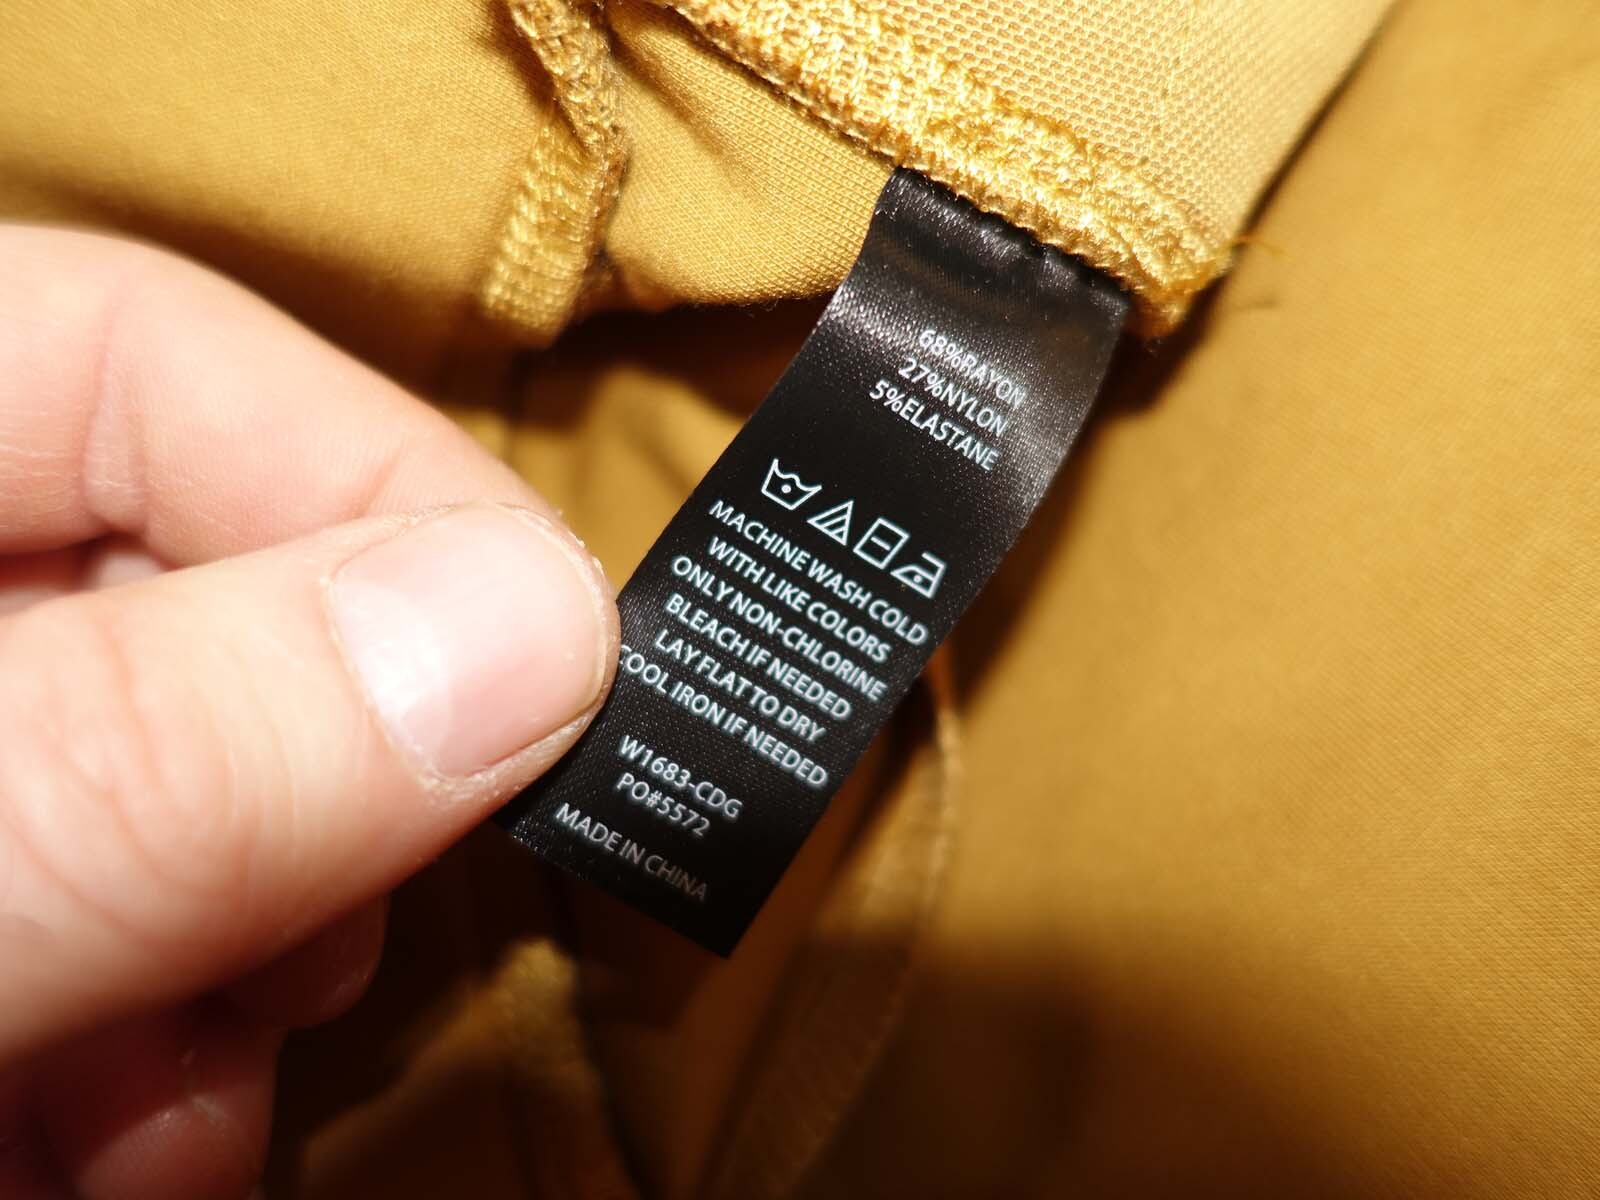 68%RAYON
27%NYLON
5%ELASTANE
MACHINE WASH COLD
WITH LIKE COLORS
ONLY NON-CHLORINE
BLEACH IF NEEDED
LAY FLAT TO DRY
COOL IRON IF NEEDED
W1683-CDG
PO#5572
MADE IN CHINA